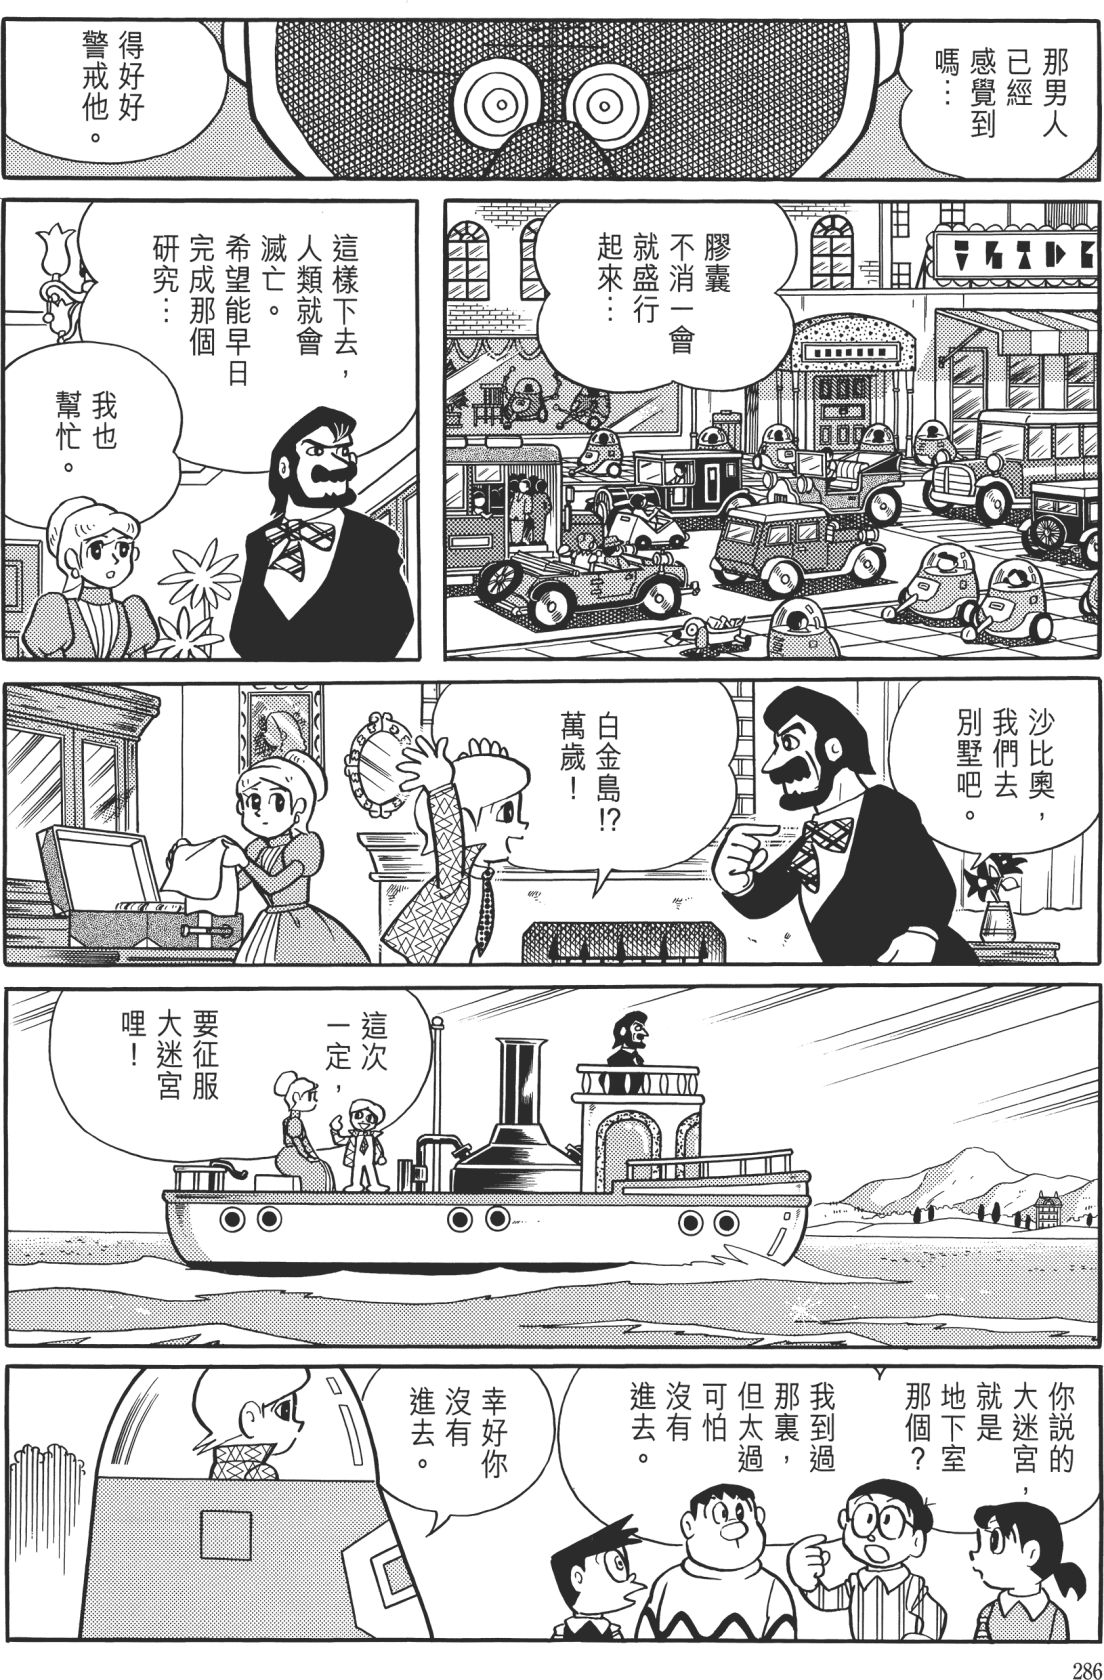 那男人
已經
感覺到
嗎…
得好好
警戒他。
膠囊
不消一會
就盛行
起來…
這樣下去，
人類就會
滅亡。
希望能早日
完成那個
研究…
我也
幫忙。
沙比奧，
我們去
別墅吧。
白金島!?
萬歲！
這次
一定，
要征服
大迷宮
哩！
你説的
大迷宮，
就是
地下室
那個？
我到過
那裏，
但太過
可怕
沒有
進去。
幸好你
沒有
進去。
286